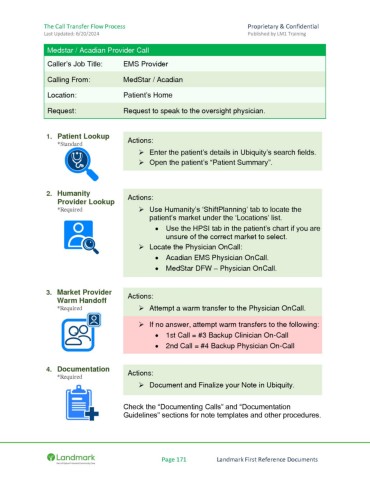 The Call Transfer Flow Process
Proprietary & Confidential
Last Updated: 6/20/2024
Published by LM1 Training
Medstar / Acadian Provider Call
Caller's Job Title: EMS Provider
Calling From: MedStar / Acadian
Location: Patient's Home
Request: Request to speak to the oversight physician.
1. Patient Lookup
*Standard
Actions:
➢ Enter the patient's details in Ubiquity's search fields.
➢ Open the patient's "Patient Summary".
2. Humanity
Provider Lookup
*Required
Actions:
➢ Use Humanity's 'ShiftPlanning' tab to locate the
patient's market under the 'Locations' list.
• Use the HPSI tab in the patient's chart if you are
unsure of the correct market to select.
➢ Locate the Physician OnCall:
• Acadian EMS Physician OnCall.
• MedStar DFW – Physician OnCall.
3. Market Provider
Warm Handoff
*Required
Actions:
➢ Attempt a warm transfer to the Physician OnCall.
➢ If no answer, attempt warm transfers to the following:
• 1st Call = #3 Backup Clinician On-Call
• 2nd Call = #4 Backup Physician On-Call
4. Documentation
*Required
Actions:
➢ Document and Finalize your Note in Ubiquity.
Check the "Documenting Calls" and "Documentation
Guidelines" sections for note templates and other procedures.
Landmark
Page 171
Landmark First Reference Documents